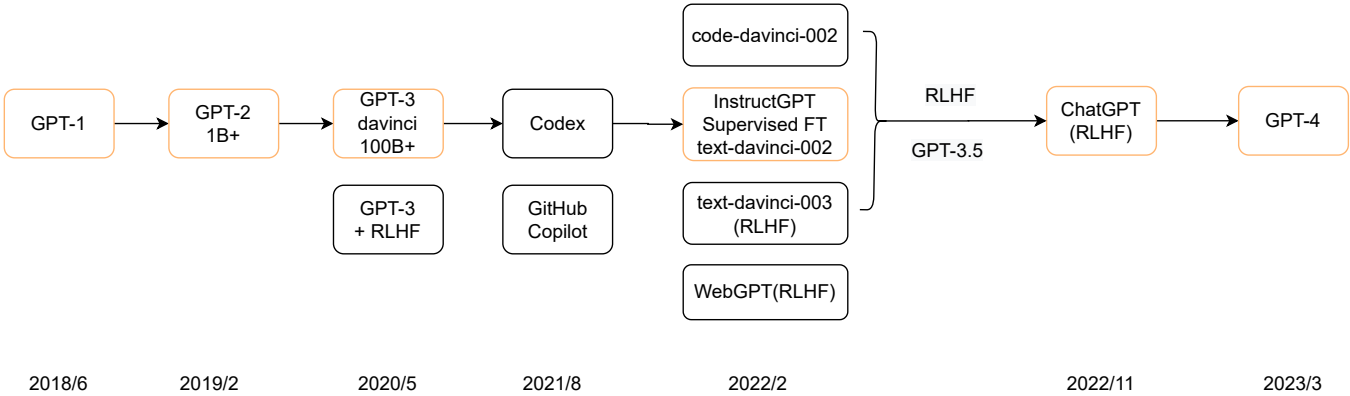 code-davinci-002
GPT-1
GPT-2
1B+
GPT-3
davinci
100B+
Codex
InstructGPT
Supervised FT
text-davinci-002
RLHF
GPT-3.5
ChatGPT
(RLHF)
GPT-4
GPT-3
+ RLHF
GitHub
Copilot
text-davinci-003
(RLHF)
WebGPT(RLHF)
2018/6
2019/2
2020/5
2021/8
2022/2
2022/11
2023/3